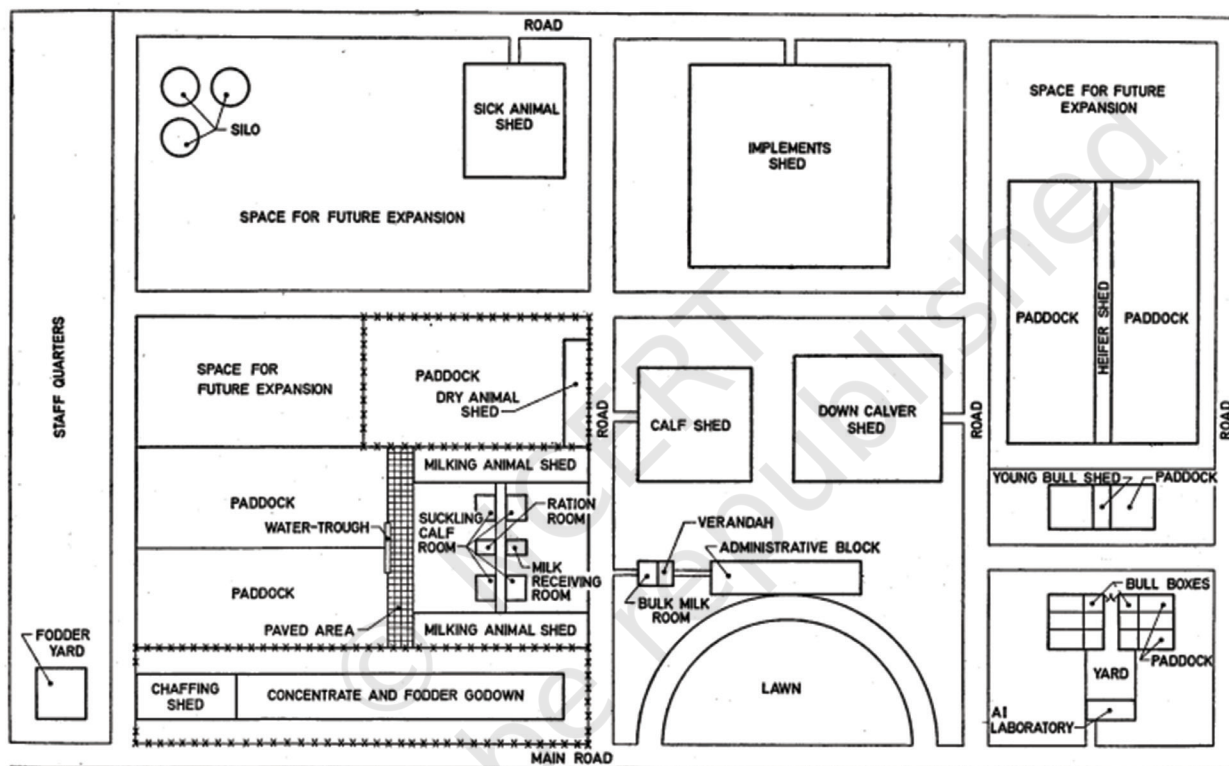 ROAD
SICK ANIMAL
SHED
SILO
SPACE FOR FUTURE EXPANSION
IMPLEMENTS
SHED
SPACE FOR FUTURE
EXPANSION
PADDOCK
HEIFER SHED
PADDOCK
STAFF QUARTERS
SPACE FOR
FUTURE EXPANSION
PADDOCK
DRY ANIMAL
SHED
ROAD
CALF SHED
DOWN CALVER
SHED
ROAD
ROAD
MILKING ANIMAL SHED
PADDOCK
WATER-TROUGH
SUCKLING
CALF
ROOM
RATION
ROOM
MILK
RECEIVING
ROOM
PADDOCK
PAVED AREA
MILKING ANIMAL SHED
VERANDAH
ADMINISTRATIVE BLOCK
BULK MILK
ROOM
YOUNG BULL SHED
PADDOCK
BULL BOXES
PADDOCK
YARD
AI
LABORATORY
FODDER
YARD
CHAFFING
SHED
CONCENTRATE AND FODDER GODOWN
LAWN
MAIN ROAD
© NCERT
be republished